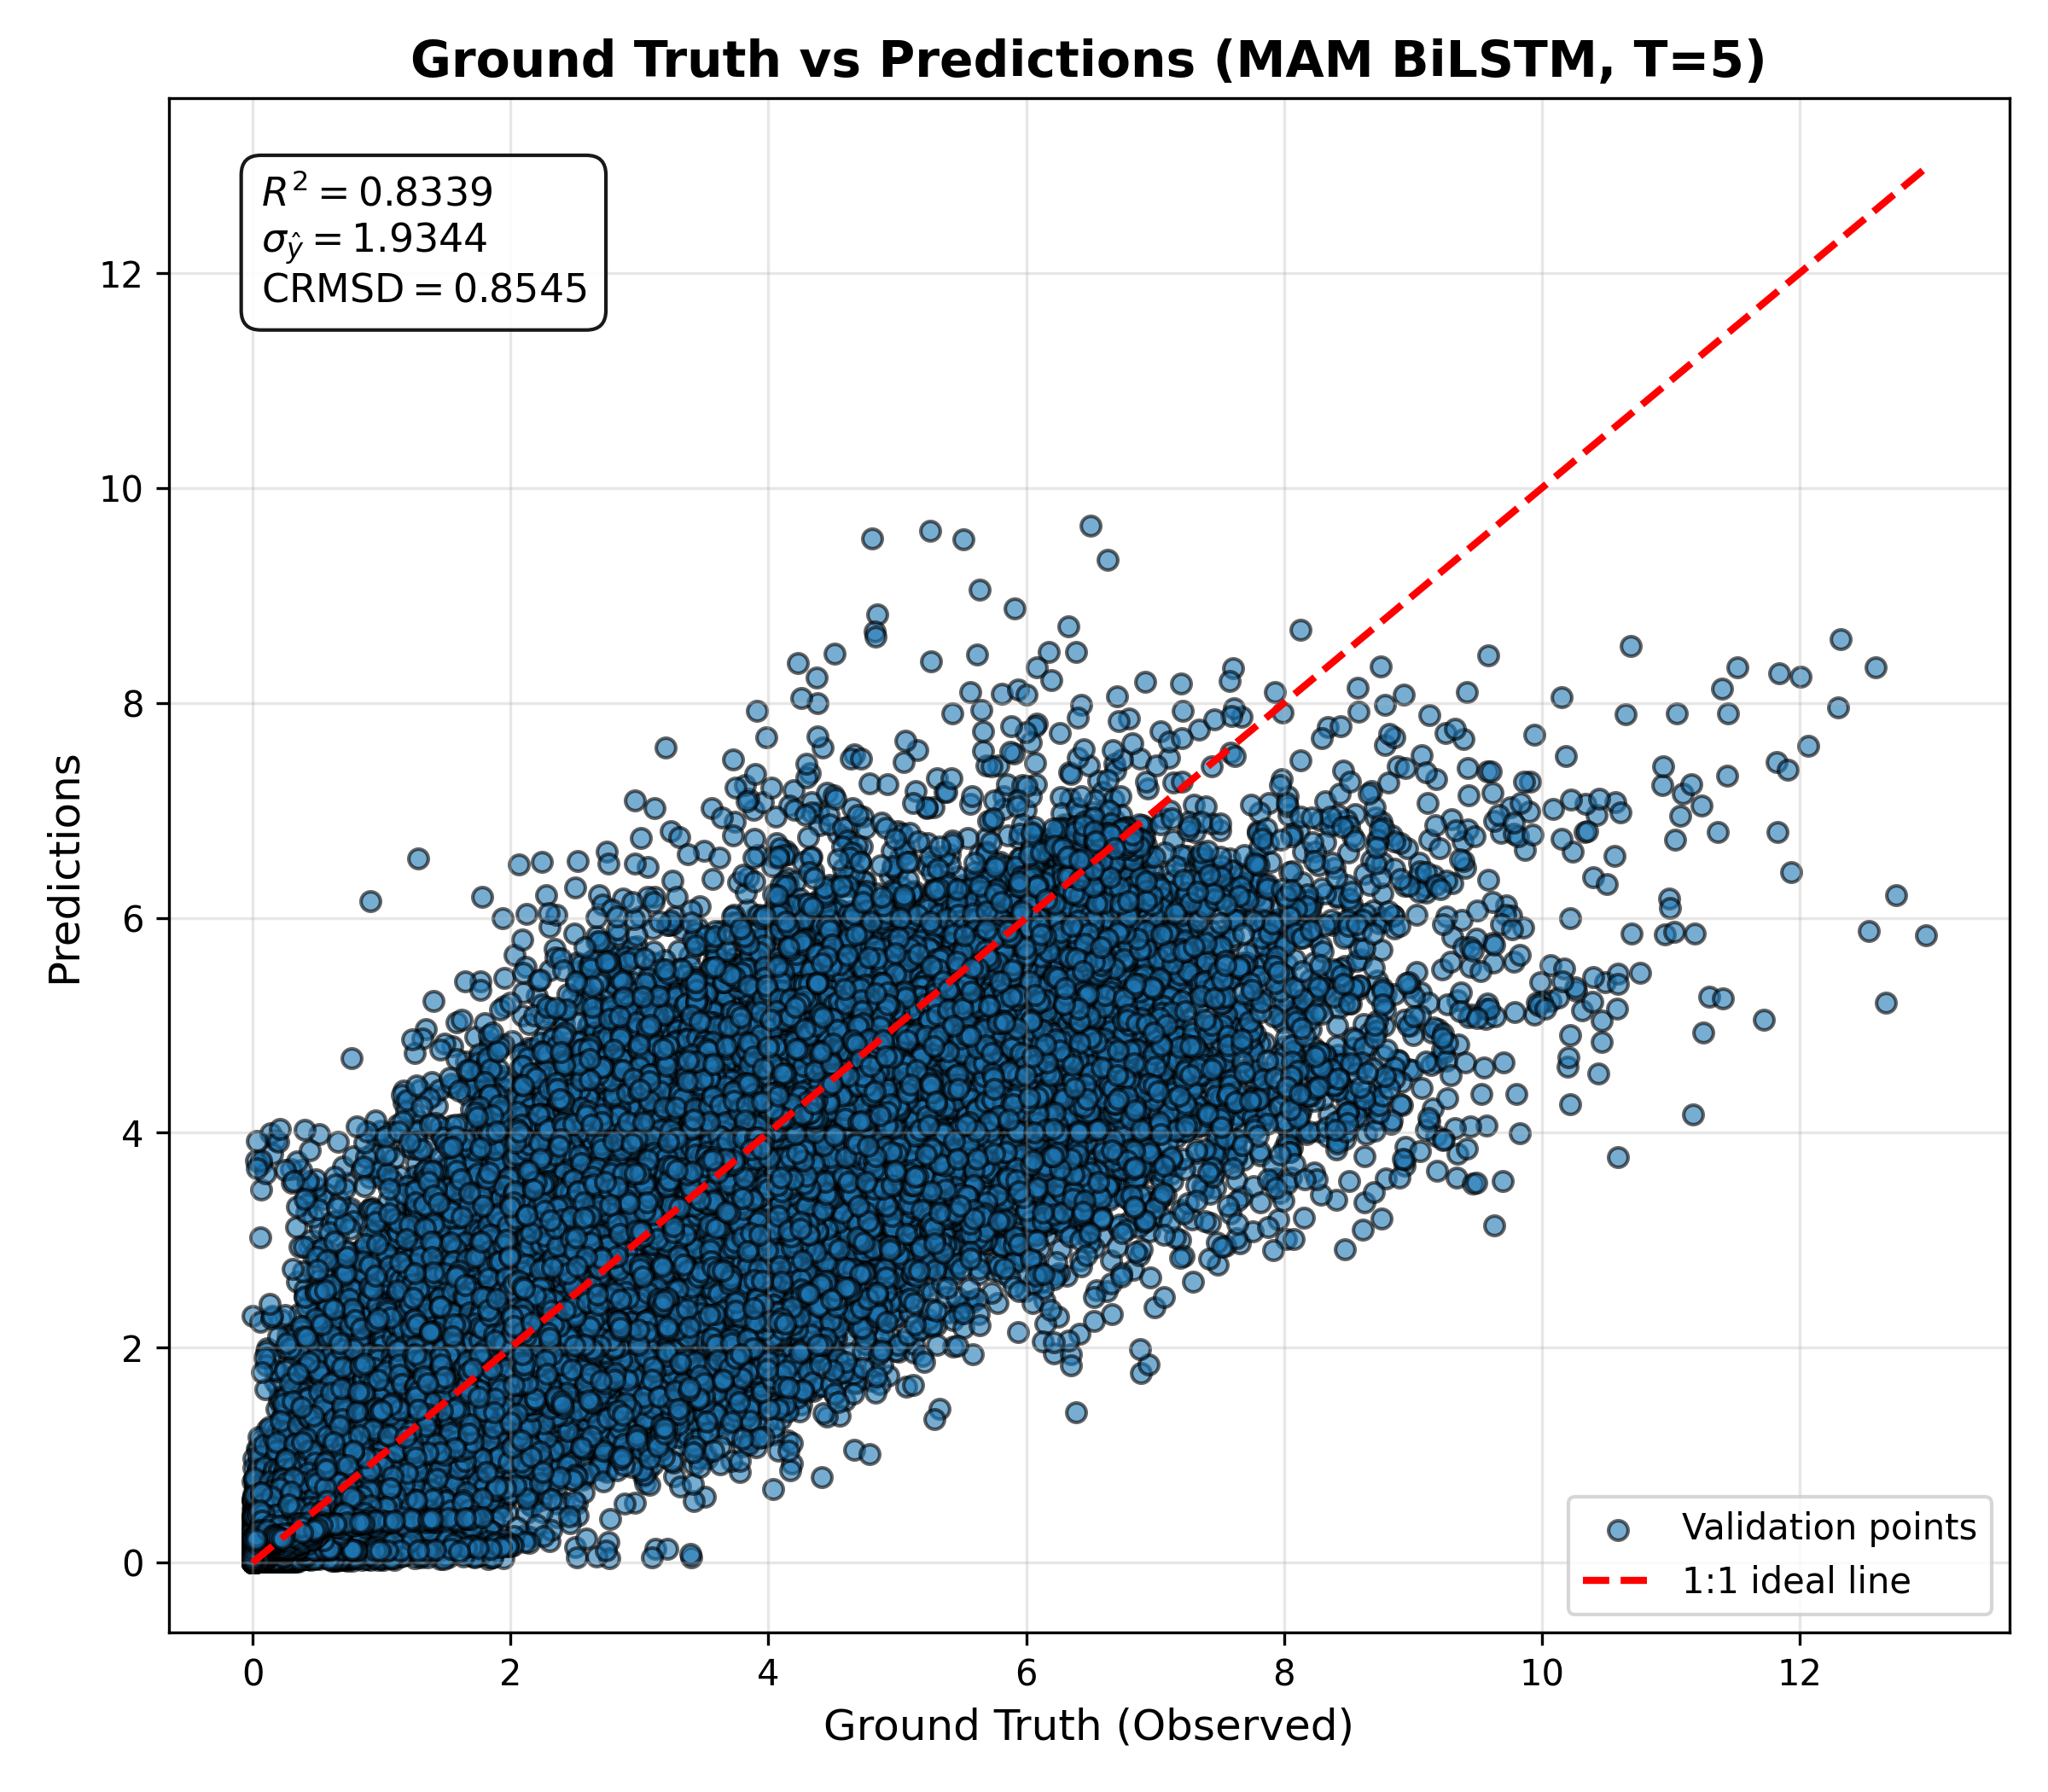 Ground Truth vs Predictions (MAM BiLSTM, T=5)
R² = 0.8339
σ_ŷ = 1.9344
CRMSD = 0.8545
12
10
8
6
4
2
0
Predictions
0 2 4 6 8 10 12
Ground Truth (Observed)
Validation points
1:1 ideal line